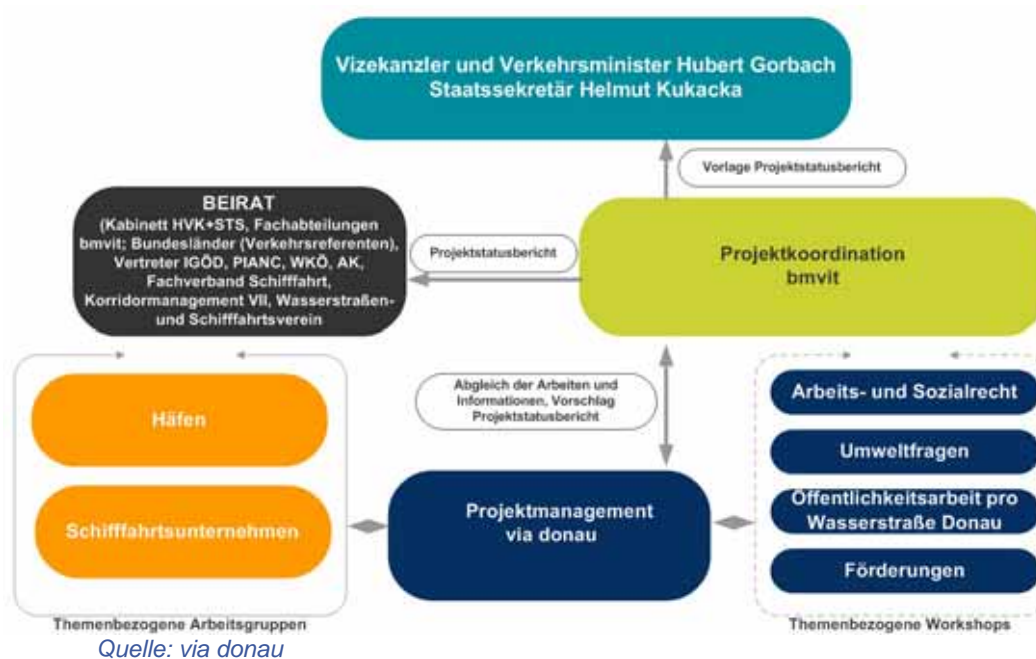 Vizekanzler und Verkehrsminister Hubert Gorbach
Staatssekretär Helmut Kukacka
Vorlage Projektstatusbericht
BEIRAT
(Kabinett HVK+STS, Fachabteilungen
bmvit; Bundesländer (Verkehrsreferenten),
Vertreter IGÖD, PIANC, WKÖ, AK,
Fachverband Schifffahrt,
Korridormanagement VII, Wasserstraßen-
und Schifffahrtsverein
Projektstatusbericht
Projektkoordination
bmvit
Abgleich der Arbeiten und
Informationen, Vorschlag
Projektstatusbericht
Häfen
Schifffahrtsunternehmen
Projektmanagement
via donau
Arbeits- und Sozialrecht
Umweltfragen
Öffentlichkeitsarbeit pro
Wasserstraße Donau
Förderungen
Themenbezogene Arbeitsgruppen
Themenbezogene Workshops
Quelle: via donau